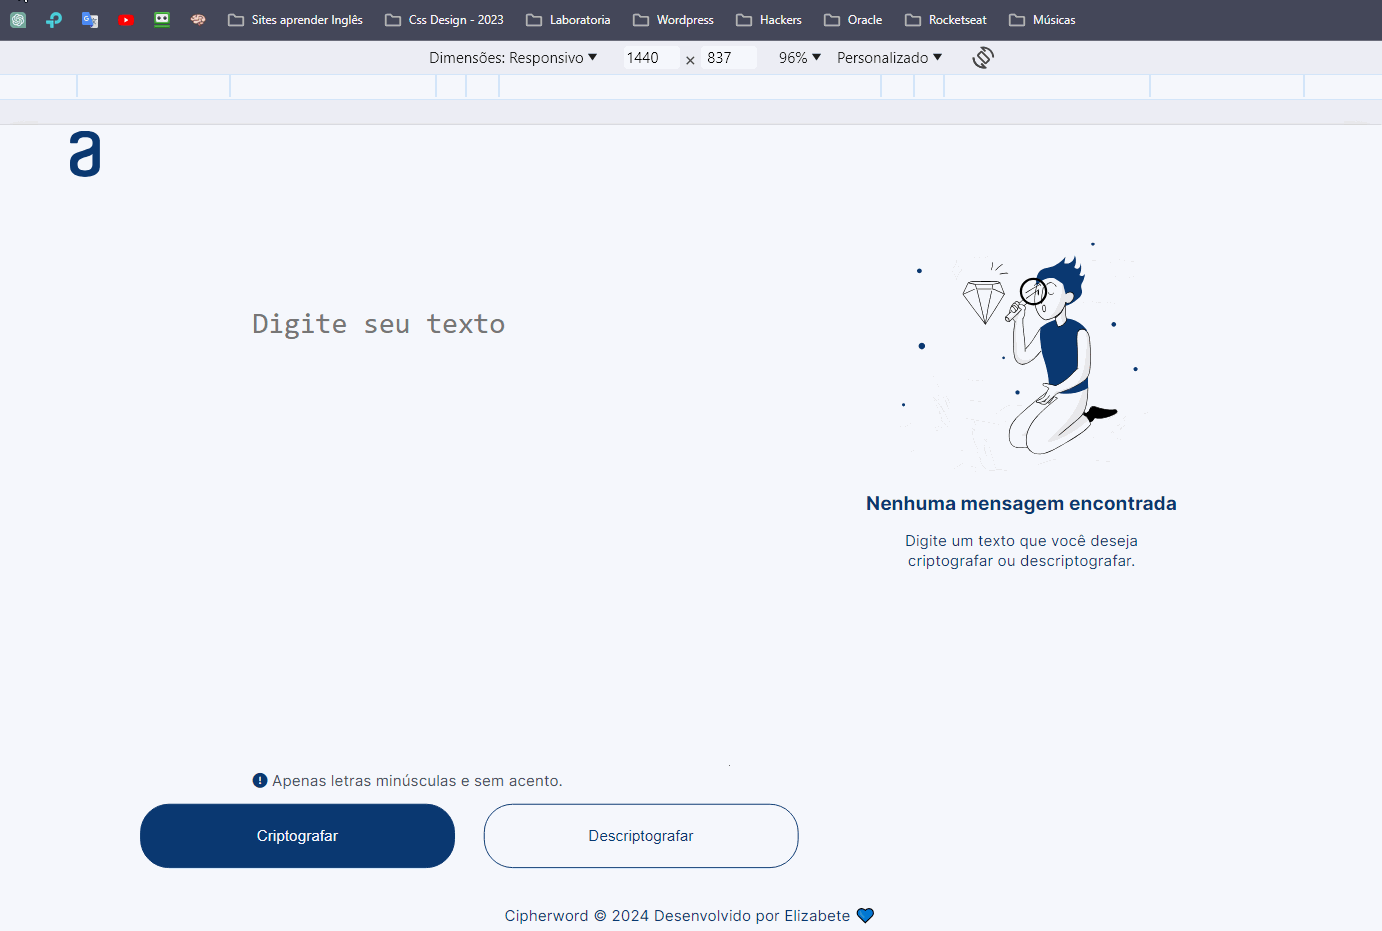 Sites aprender Inglês Css Design - 2023 Laboratoria Wordpress Hackers Oracle Rocketseat Músicas
Dimensões: Responsivo ▼ 1440 × 837 96% ▼ Personalizado ▼
a
Digite seu texto
Nenhuma mensagem encontrada
Digite um texto que você deseja
criptografar ou descriptografar.
Apenas letras minúsculas e sem acento.
Criptografar Descriptografar
Cipherword © 2024 Desenvolvido por Elizabete 💙